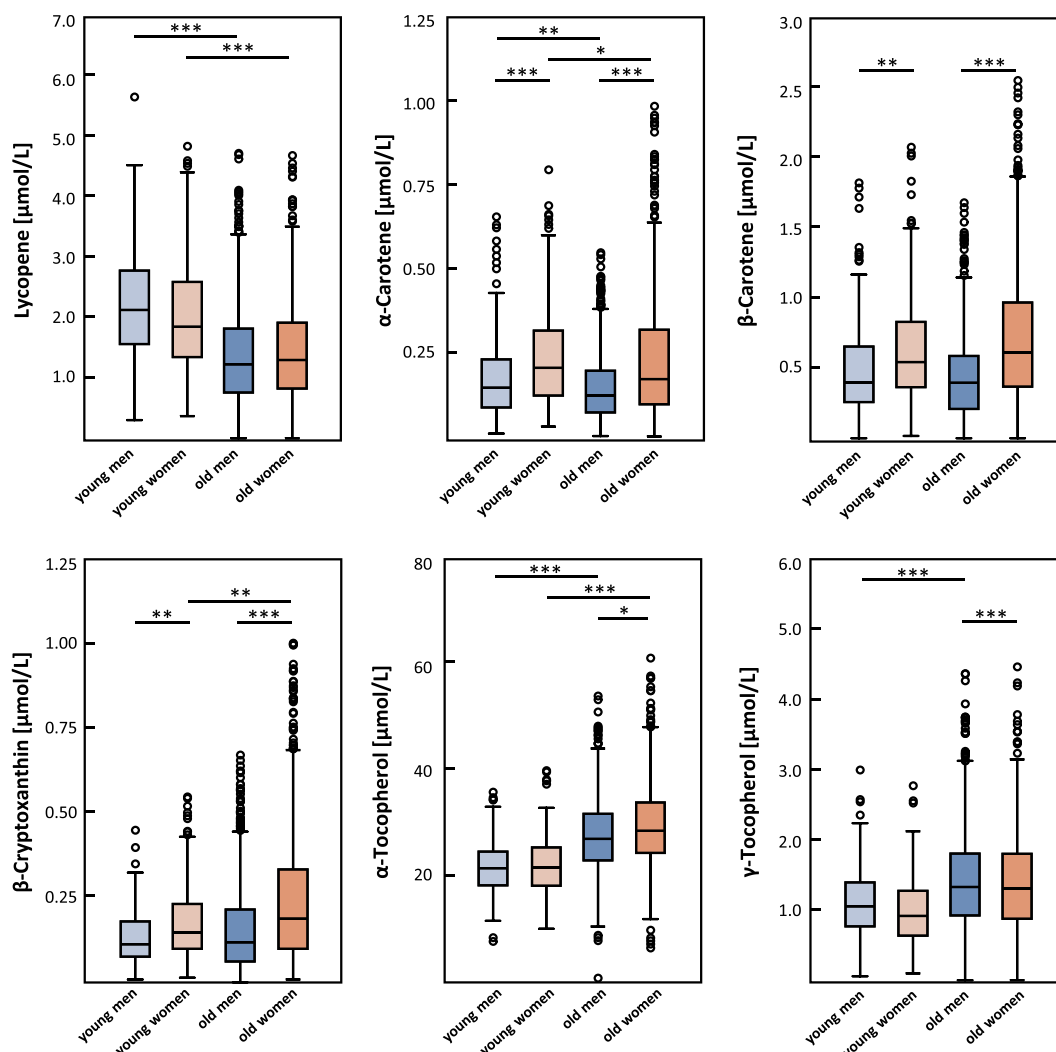 Lycopene [µmol/L]
7.0
6.0
5.0
4.0
3.0
2.0
1.0
***
***
young men
young women
old men
old women
α-Carotene [µmol/L]
1.25
1.00
0.75
0.50
0.25
**
*
***
***
young men
young women
old men
old women
β-Carotene [µmol/L]
3.0
2.5
2.0
1.5
1.0
0.5
**
***
young men
young women
old men
old women
β-Cryptoxanthin [µmol/L]
1.25
1.00
0.75
0.50
0.25
**
**
***
young men
young women
old men
old women
α-Tocopherol [µmol/L]
80
60
40
20
***
***
*
young men
young women
old men
old women
γ-Tocopherol [µmol/L]
6.0
5.0
4.0
3.0
2.0
1.0
***
***
young men
young women
old men
old women